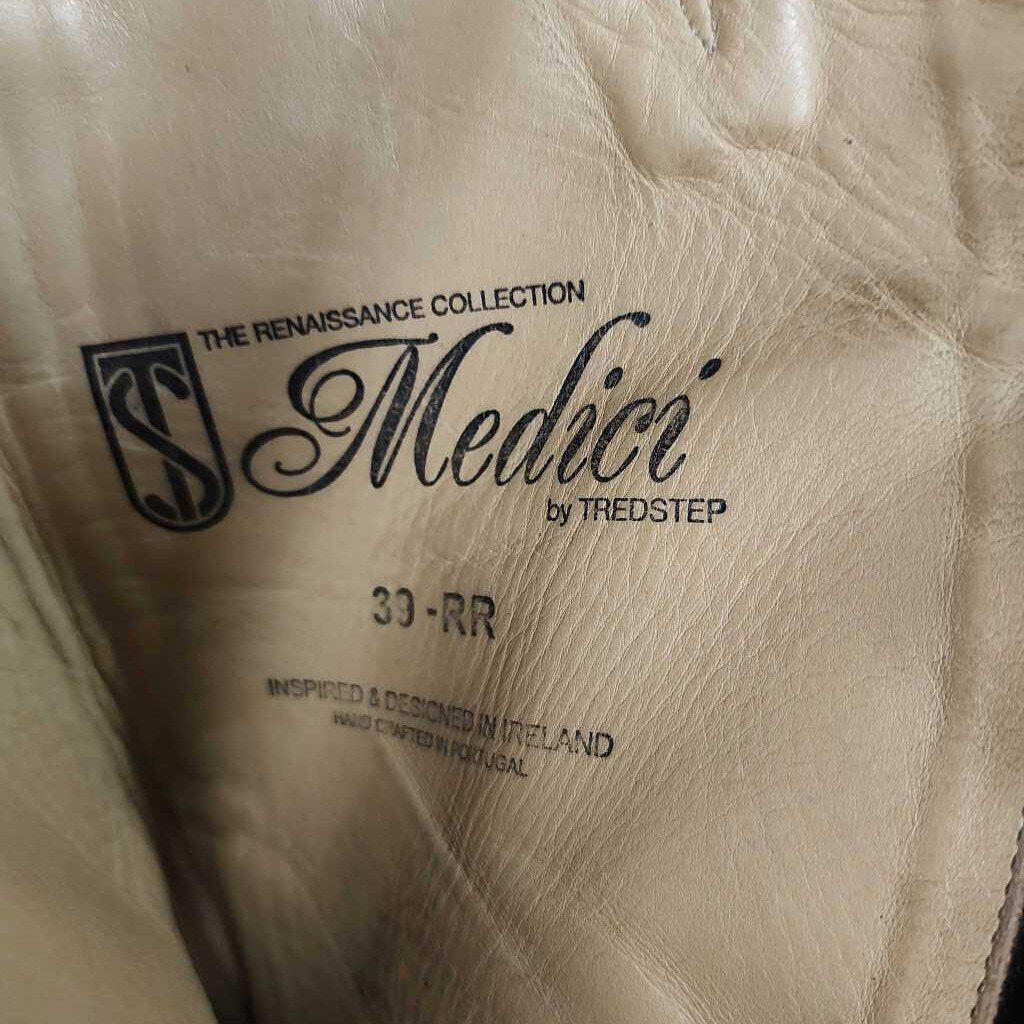 THE RENAISSANCE COLLECTION
TS Medici
by TREDSTEP
39-RR
INSPIRED & DESIGNED IN IRELAND
HAND CRAFTED IN PORTUGAL